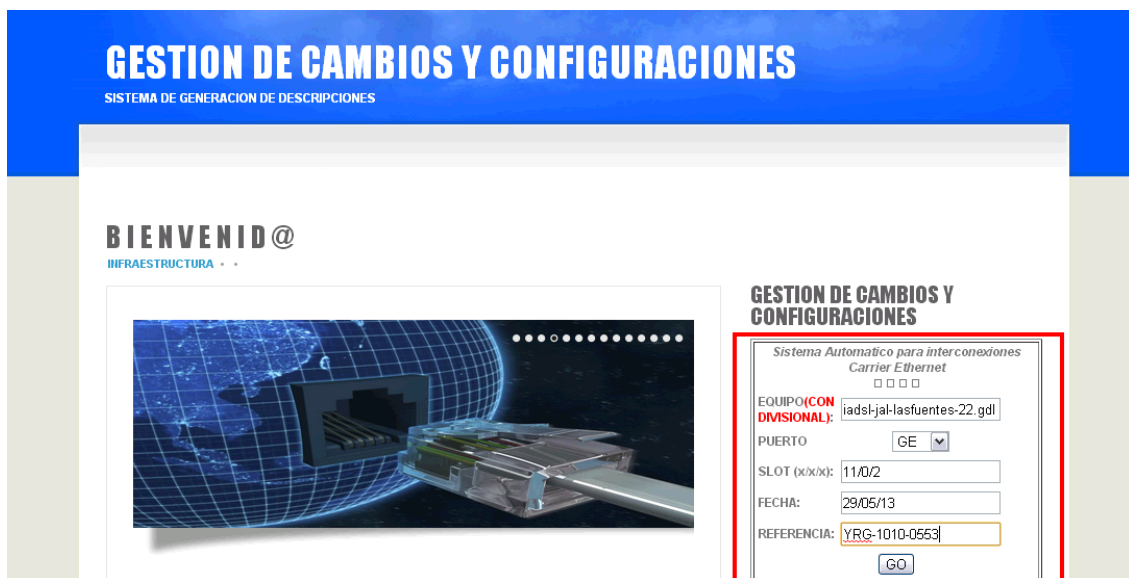 GESTION DE CAMBIOS Y CONFIGURACIONES
SISTEMA DE GENERACION DE DESCRIPCIONES
BIENVENID@
INFRAESTRUCTURA
GESTION DE CAMBIOS Y
CONFIGURACIONES
Sistema Automatico para interconexiones
Carrier Ethernet
EQUIPO(CON
DIVISIONAL): iadsl-jal-lasfuentes-22.gdl
PUERTO GE
SLOT (x/x/x): 11/0/2
FECHA: 29/05/13
REFERENCIA: YRG-1010-0553
GO